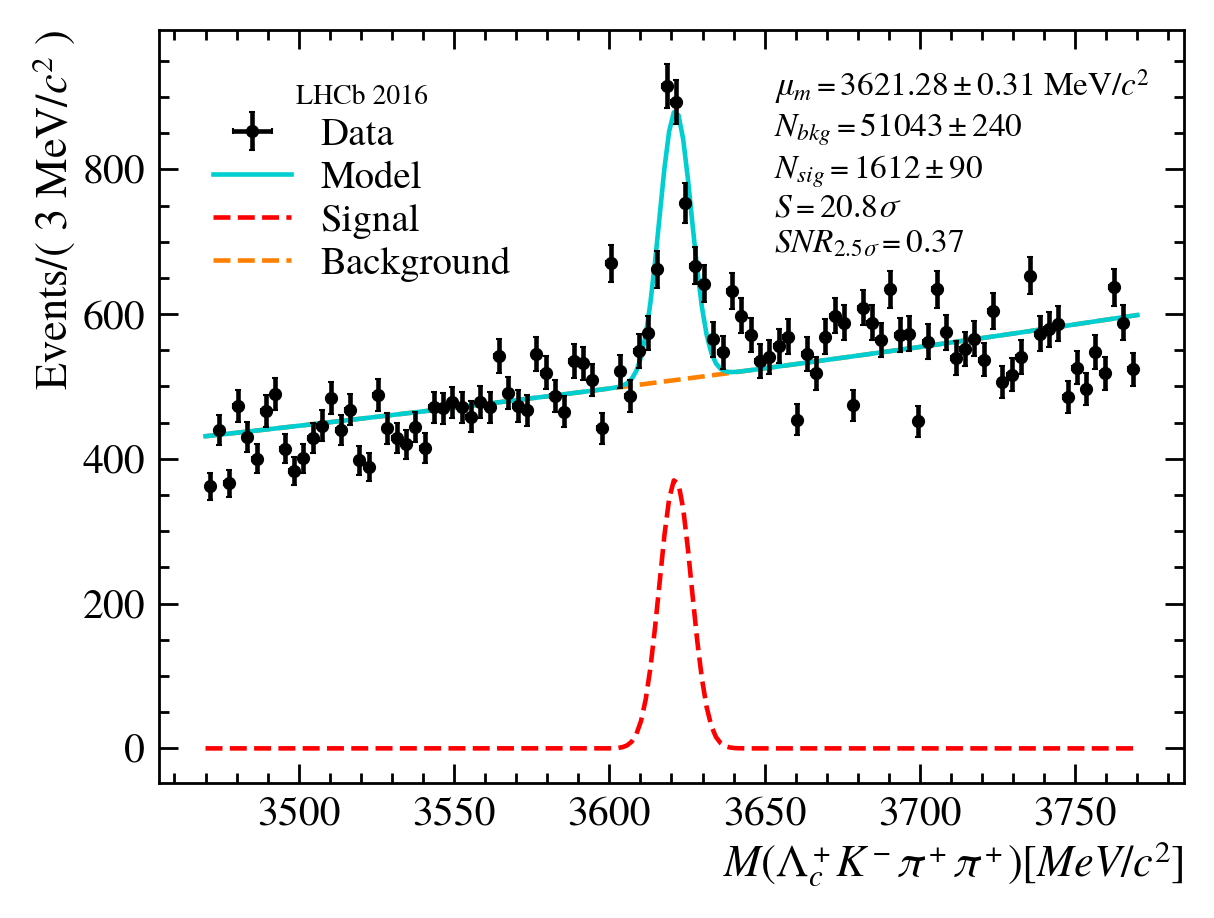 Events/( 3 MeV/c² )
LHCb 2016
Data
Model
Signal
Background
μₘ = 3621.28 ± 0.31 MeV/c²
N_bkg = 51043 ± 240
N_sig = 1612 ± 90
S = 20.8σ
SNR_2.5σ = 0.37
800
600
400
200
0
3500 3550 3600 3650 3700 3750
M(Λ_c⁺K⁻π⁺π⁺)[MeV/c²]